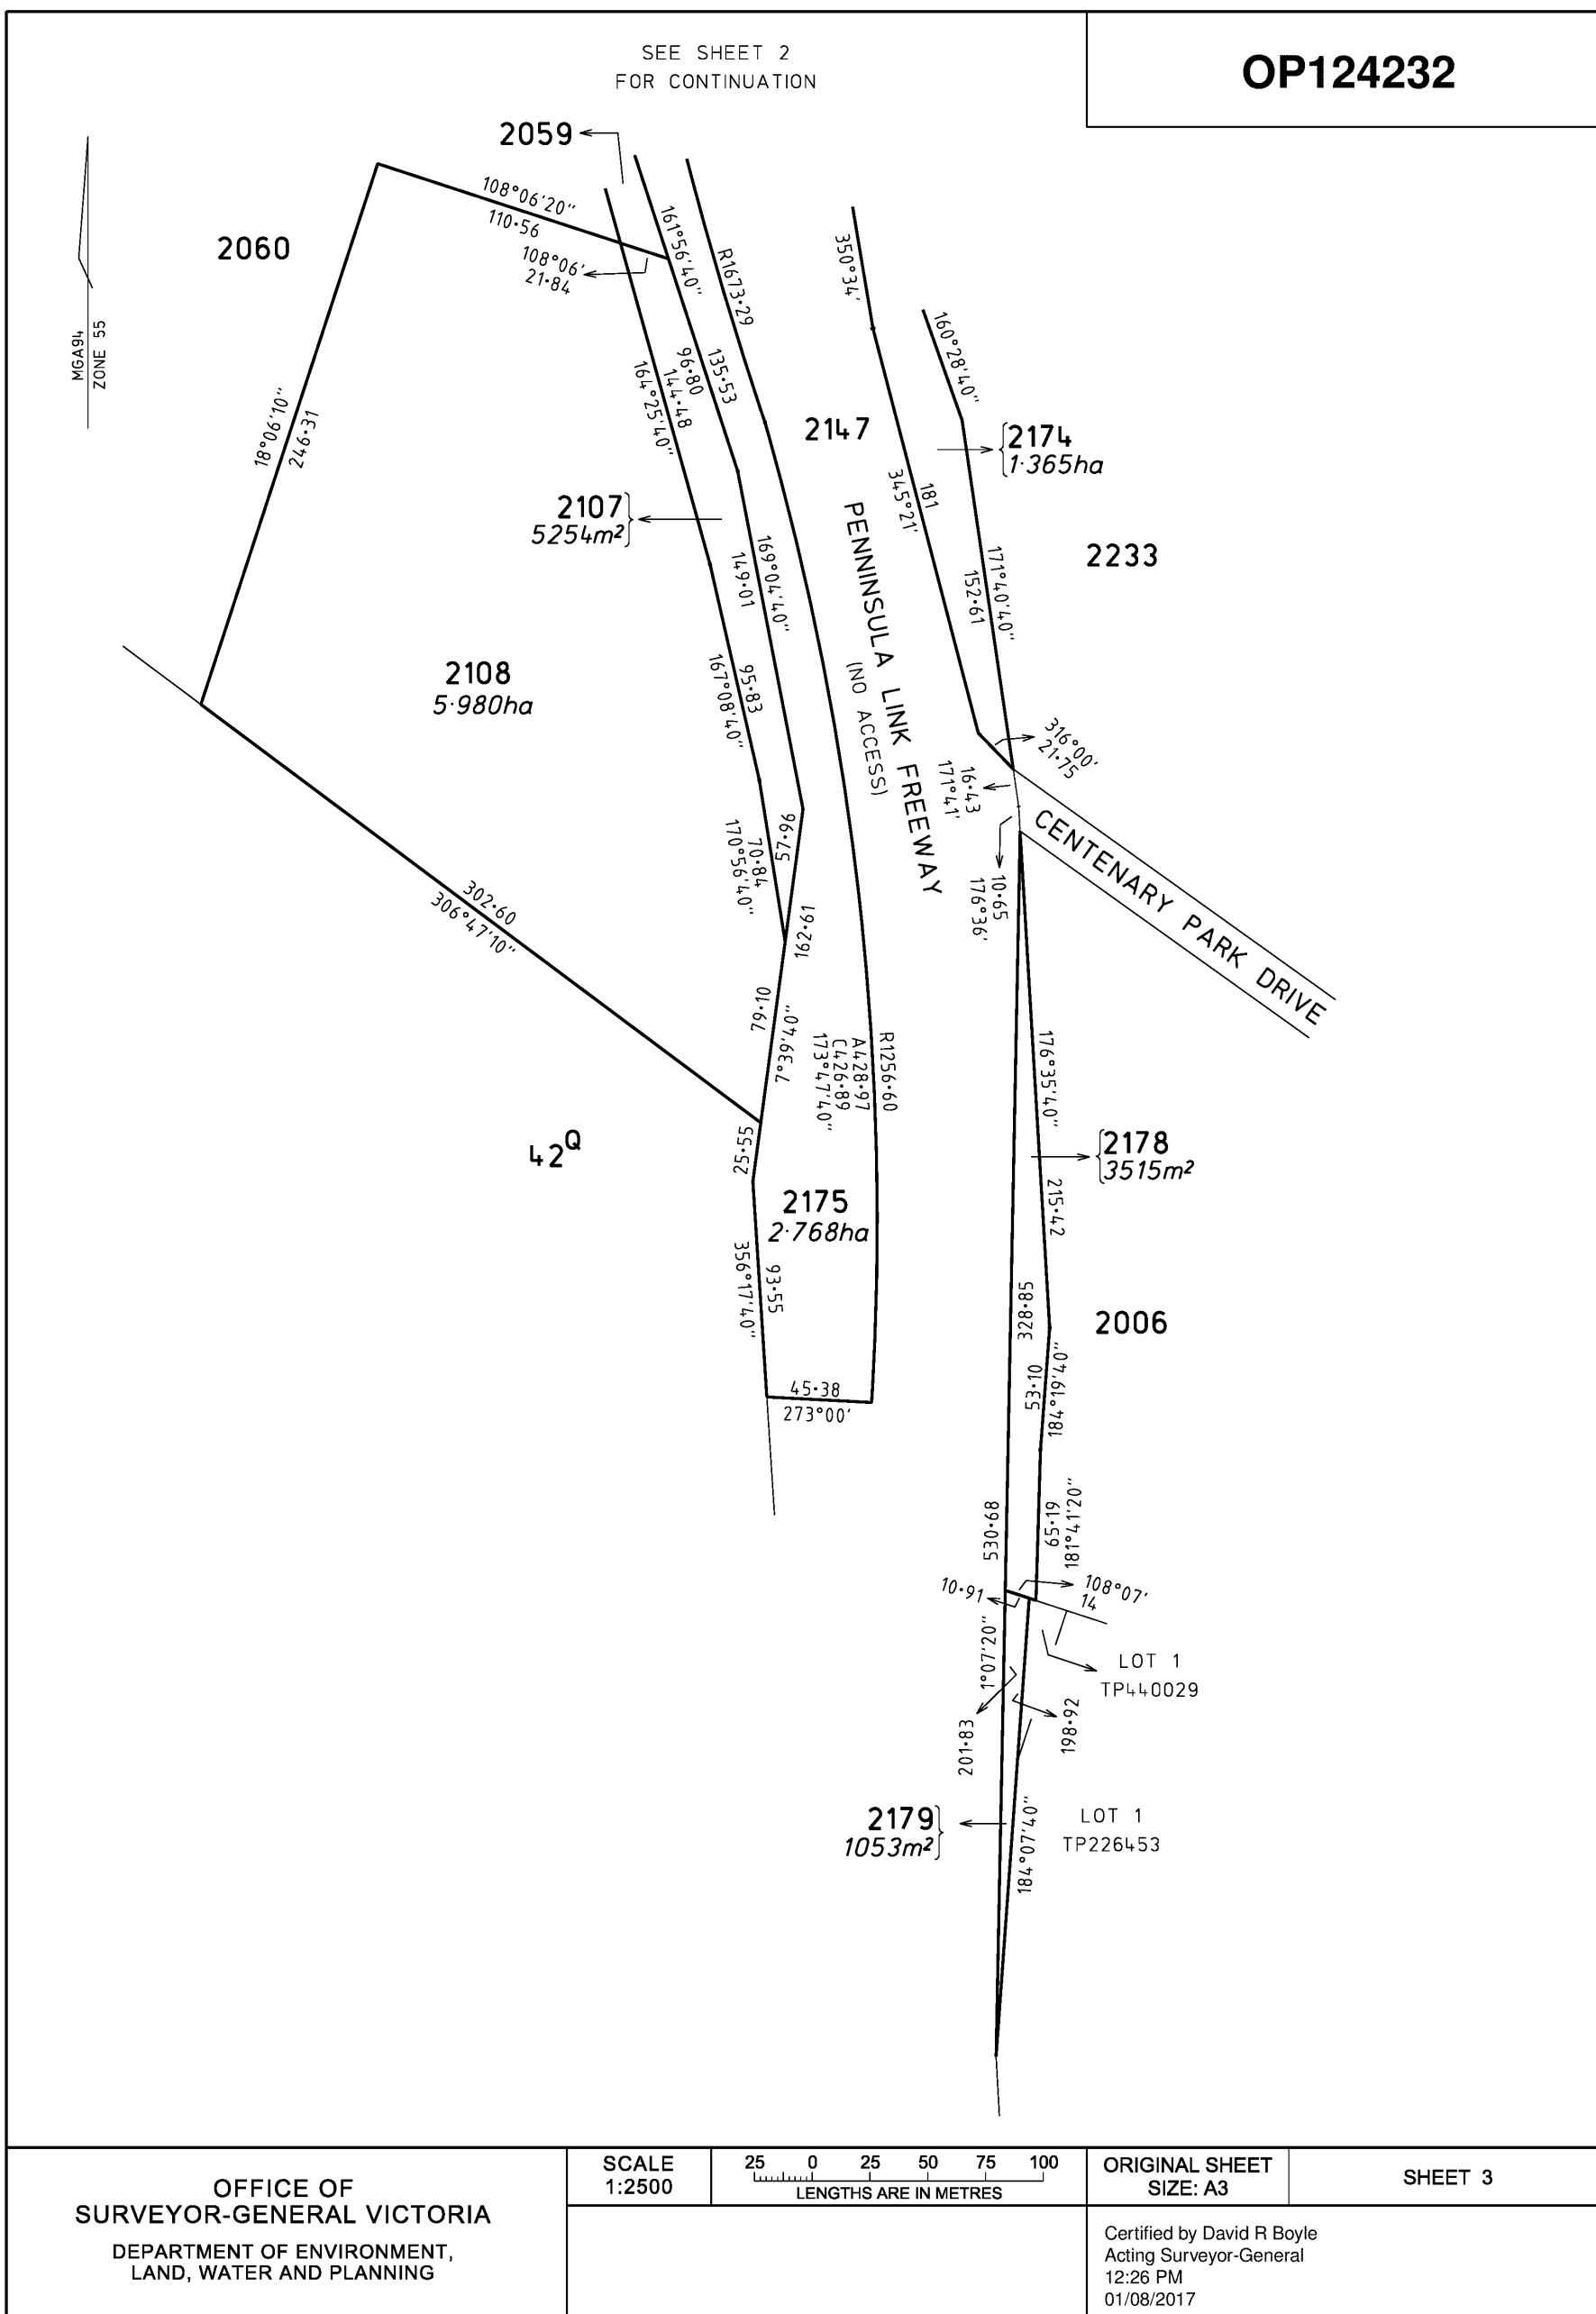 SEE SHEET 2
FOR CONTINUATION
OP124232
2059
108°06'20"
110·56
108°06'
21·84
2060
MGA94
ZONE 55
18°06'10"
246·31
161°56'40"
R1673·29
350°34'
160°28'40"
135·53
96·80
144·48
164°25'40"
2147
2174
1·365ha
345°21'
181
2107
5254m²
149·01
169°04'40"
171°40'40"
152·61
2233
PENNINSULA LINK FREEWAY
(NO ACCESS)
2108
5·980ha
95·83
167°08'40"
316°00'
21·75
16·43
171°41'
57·96
70·84
170°56'40"
10·65
176°36'
CENTENARY PARK DRIVE
302·60
306°47'10"
162·61
79·10
7°39'40"
R1256·60
A428·97
C426·89
173°47'40"
176°35'40"
25·55
42Q
2178
3515m²
2175
2·768ha
215·42
356°17'40"
93·55
328·85
2006
45·38
273°00'
53·10
184°19'40"
530·68
65·19
181°41'20"
10·91
108°07'
14
1°07'20"
LOT 1
TP440029
201·83
198·92
2179
1053m²
184°07'40"
LOT 1
TP226453
OFFICE OF
SURVEYOR-GENERAL VICTORIA
DEPARTMENT OF ENVIRONMENT,
LAND, WATER AND PLANNING
SCALE
1:2500
25 0 25 50 75 100
LENGTHS ARE IN METRES
ORIGINAL SHEET
SIZE: A3
SHEET 3
Certified by David R Boyle
Acting Surveyor-General
12:26 PM
01/08/2017